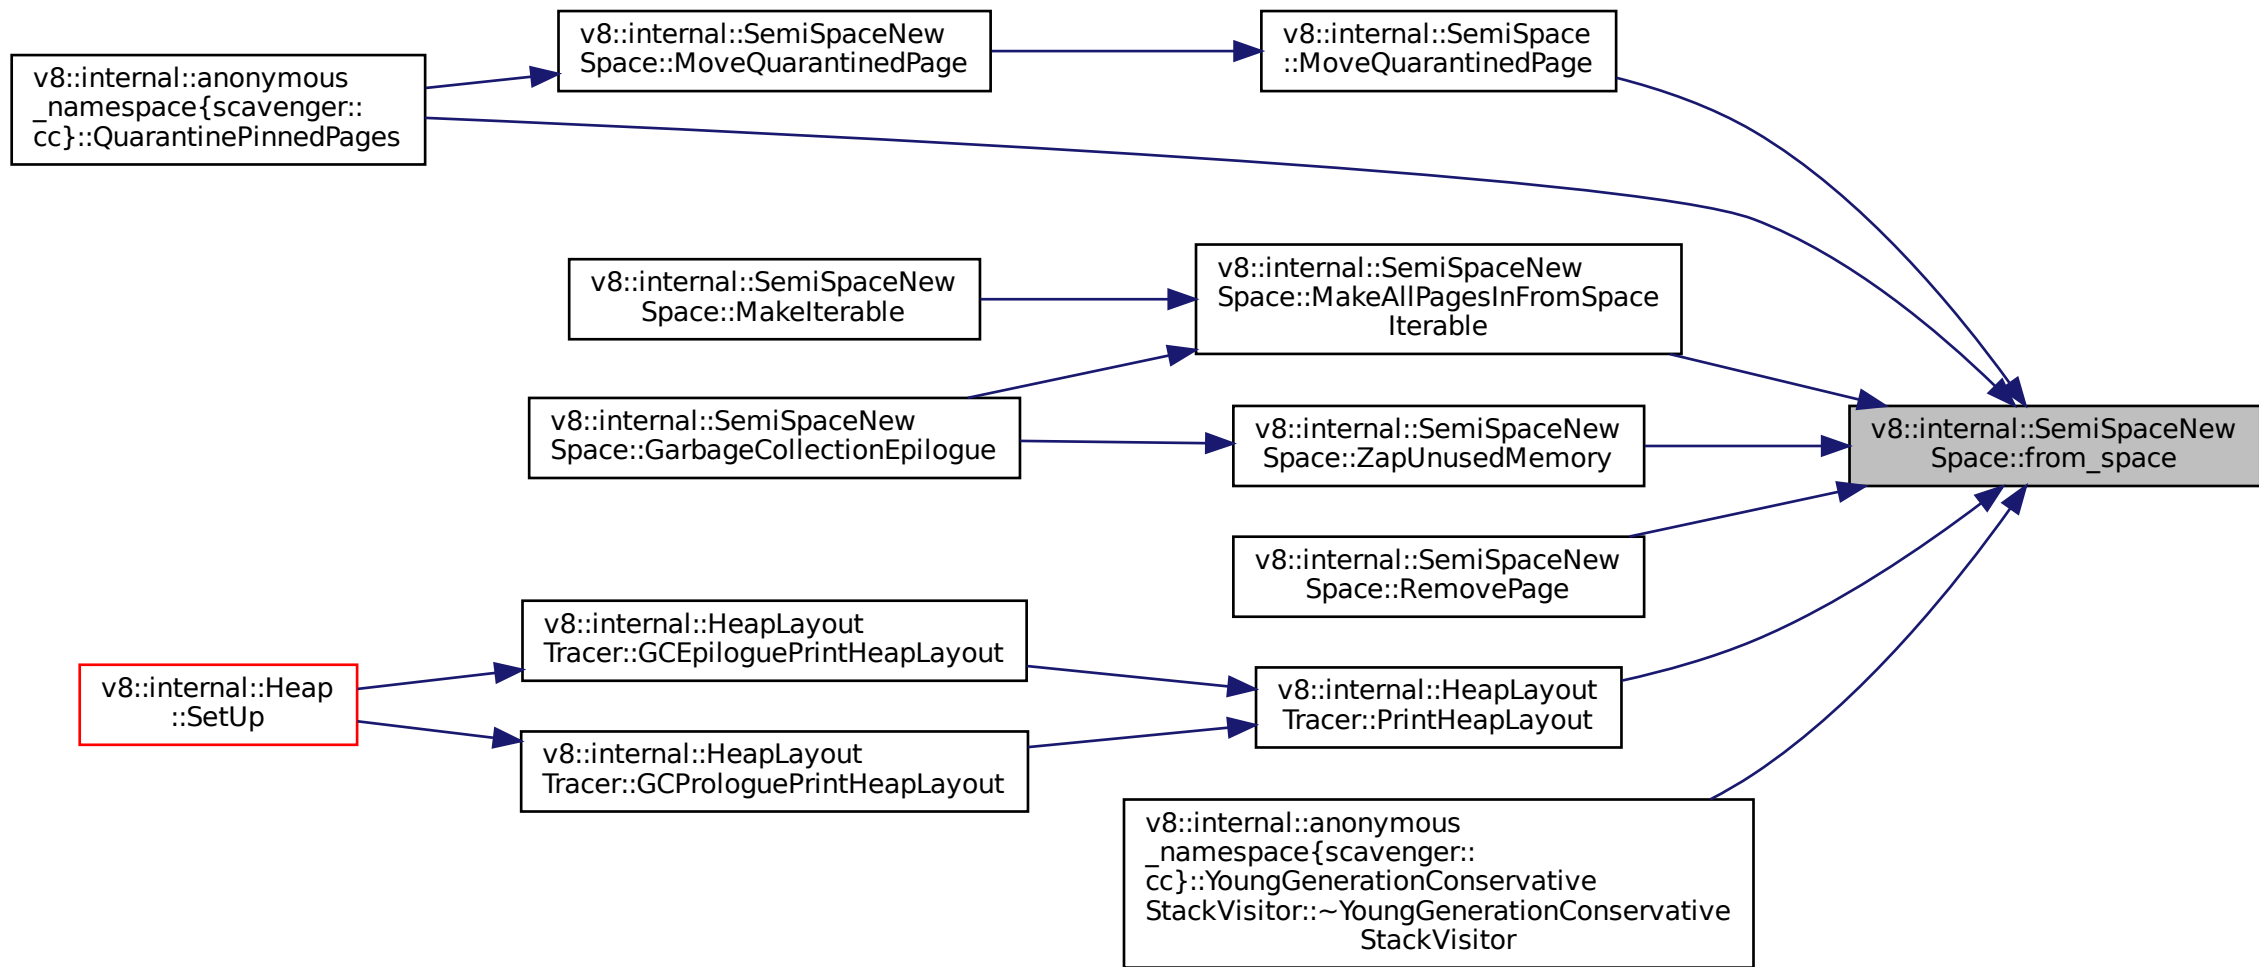 v8::internal::SemiSpaceNew
Space::MoveQuarantinedPage
v8::internal::SemiSpace
::MoveQuarantinedPage
v8::internal::anonymous
_namespace{scavenger::
cc}::QuarantinePinnedPages
v8::internal::SemiSpaceNew
Space::MakeIterable
v8::internal::SemiSpaceNew
Space::MakeAllPagesInFromSpace
Iterable
v8::internal::SemiSpaceNew
Space::GarbageCollectionEpilogue
v8::internal::SemiSpaceNew
Space::ZapUnusedMemory
v8::internal::SemiSpaceNew
Space::from_space
v8::internal::SemiSpaceNew
Space::RemovePage
v8::internal::HeapLayout
Tracer::GCEpiloguePrintHeapLayout
v8::internal::Heap
::SetUp
v8::internal::HeapLayout
Tracer::PrintHeapLayout
v8::internal::HeapLayout
Tracer::GCProloguePrintHeapLayout
v8::internal::anonymous
_namespace{scavenger::
cc}::YoungGenerationConservative
StackVisitor::~YoungGenerationConservative
StackVisitor